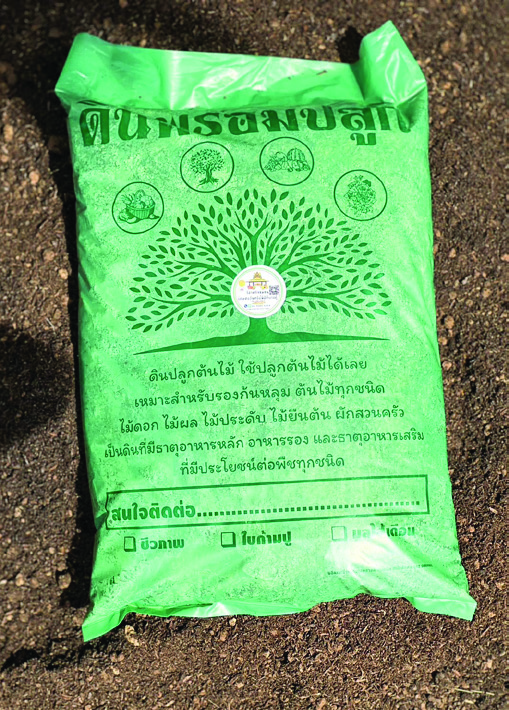 ดินพร้อมปลูก
ดินปลูกต้นไม้ ใช้ปลูกต้นไม้ได้เลย
เหมาะสำหรับรองก้นหลุม ต้นไม้ทุกชนิด
ไม้ดอก ไม้ผล ไม้ประดับ ไม้ยืนต้น ผักสวนครัว
เป็นดินที่มีธาตุอาหารหลัก อาหารรอง และธาตุอาหารเสริม
ที่มีประโยชน์ต่อพืชทุกชนิด
สนใจติดต่อ........................................
ชีวภาพ ใบก้ามปู มูลไส้เดือน